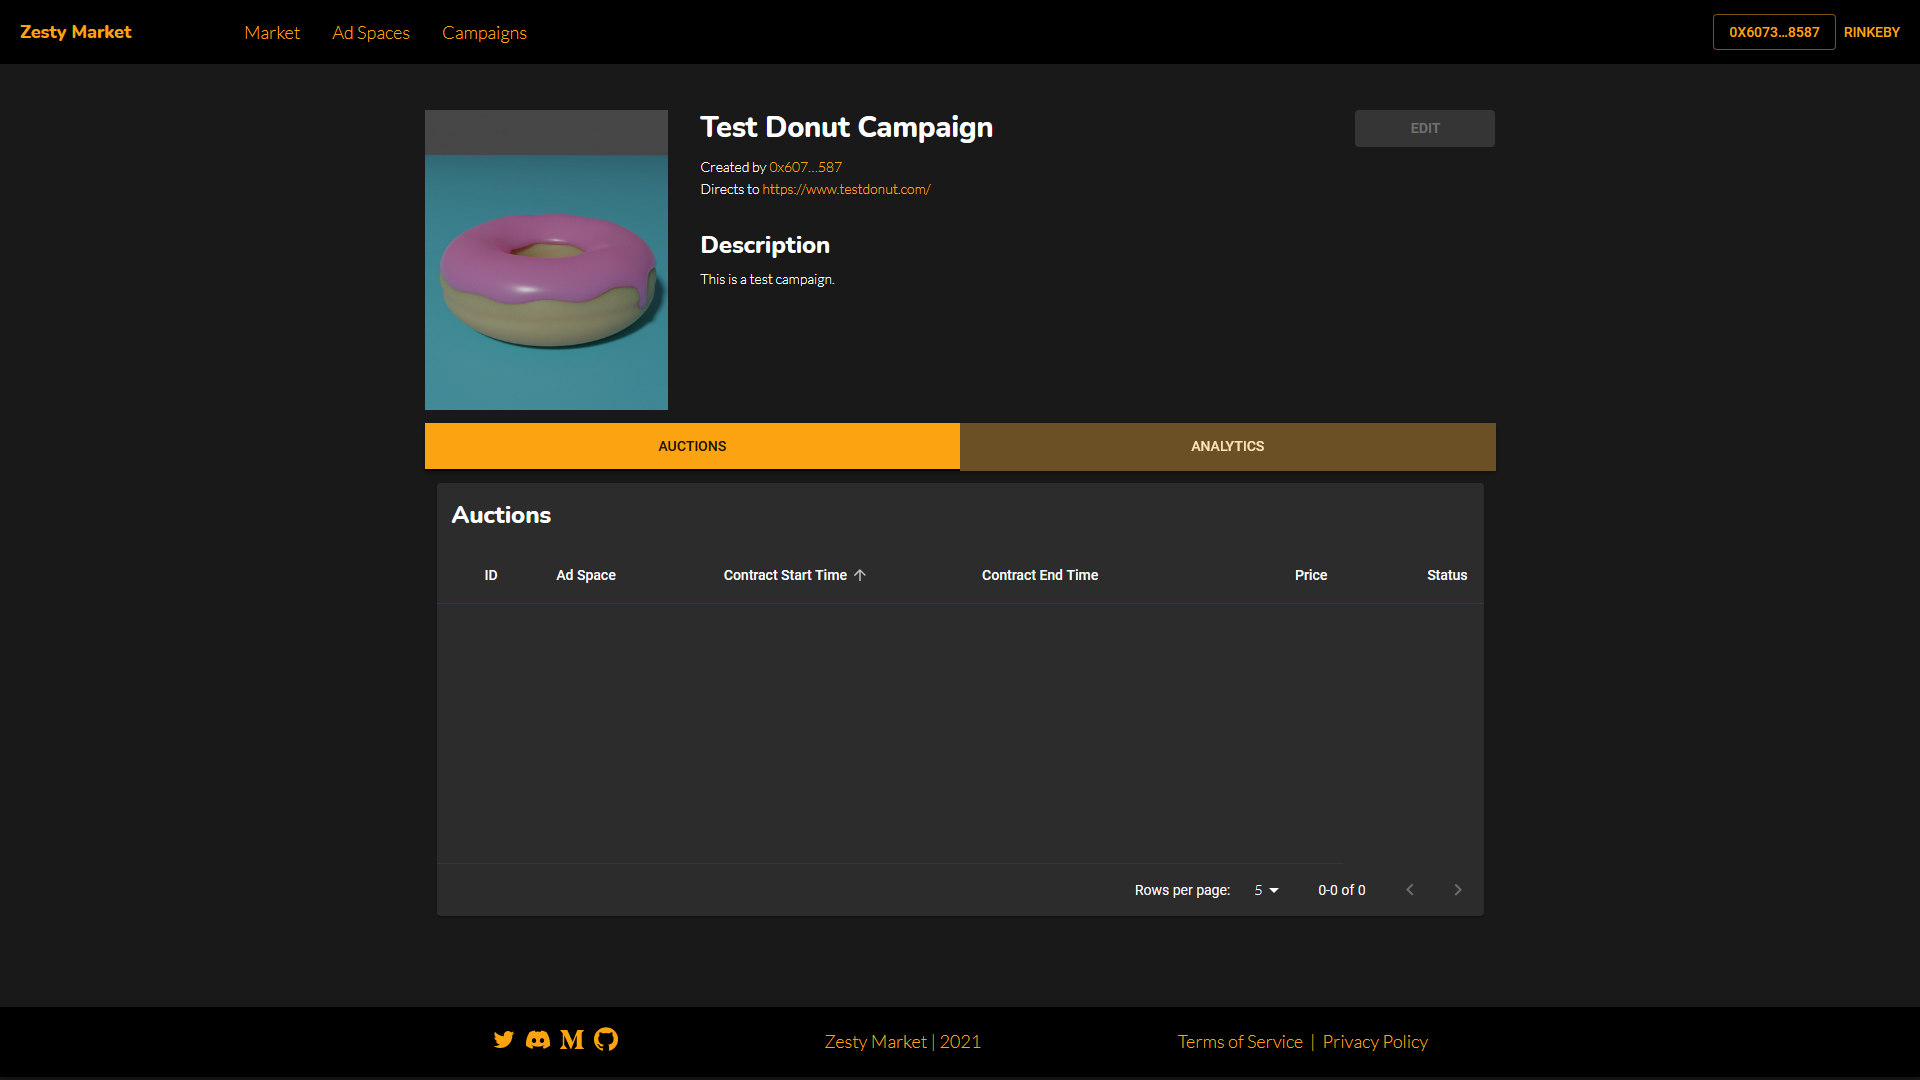 Zesty Market
Market
Ad Spaces
Campaigns
0X6073...8587
RINKEBY
Test Donut Campaign
EDIT
Created by 0x607...587
Directs to https://www.testdonut.com/
Description
This is a test campaign.
AUCTIONS
ANALYTICS
Auctions
ID
Ad Space
Contract Start Time
Contract End Time
Price
Status
Rows per page:
5
0-0 of 0
Zesty Market | 2021
Terms of Service | Privacy Policy